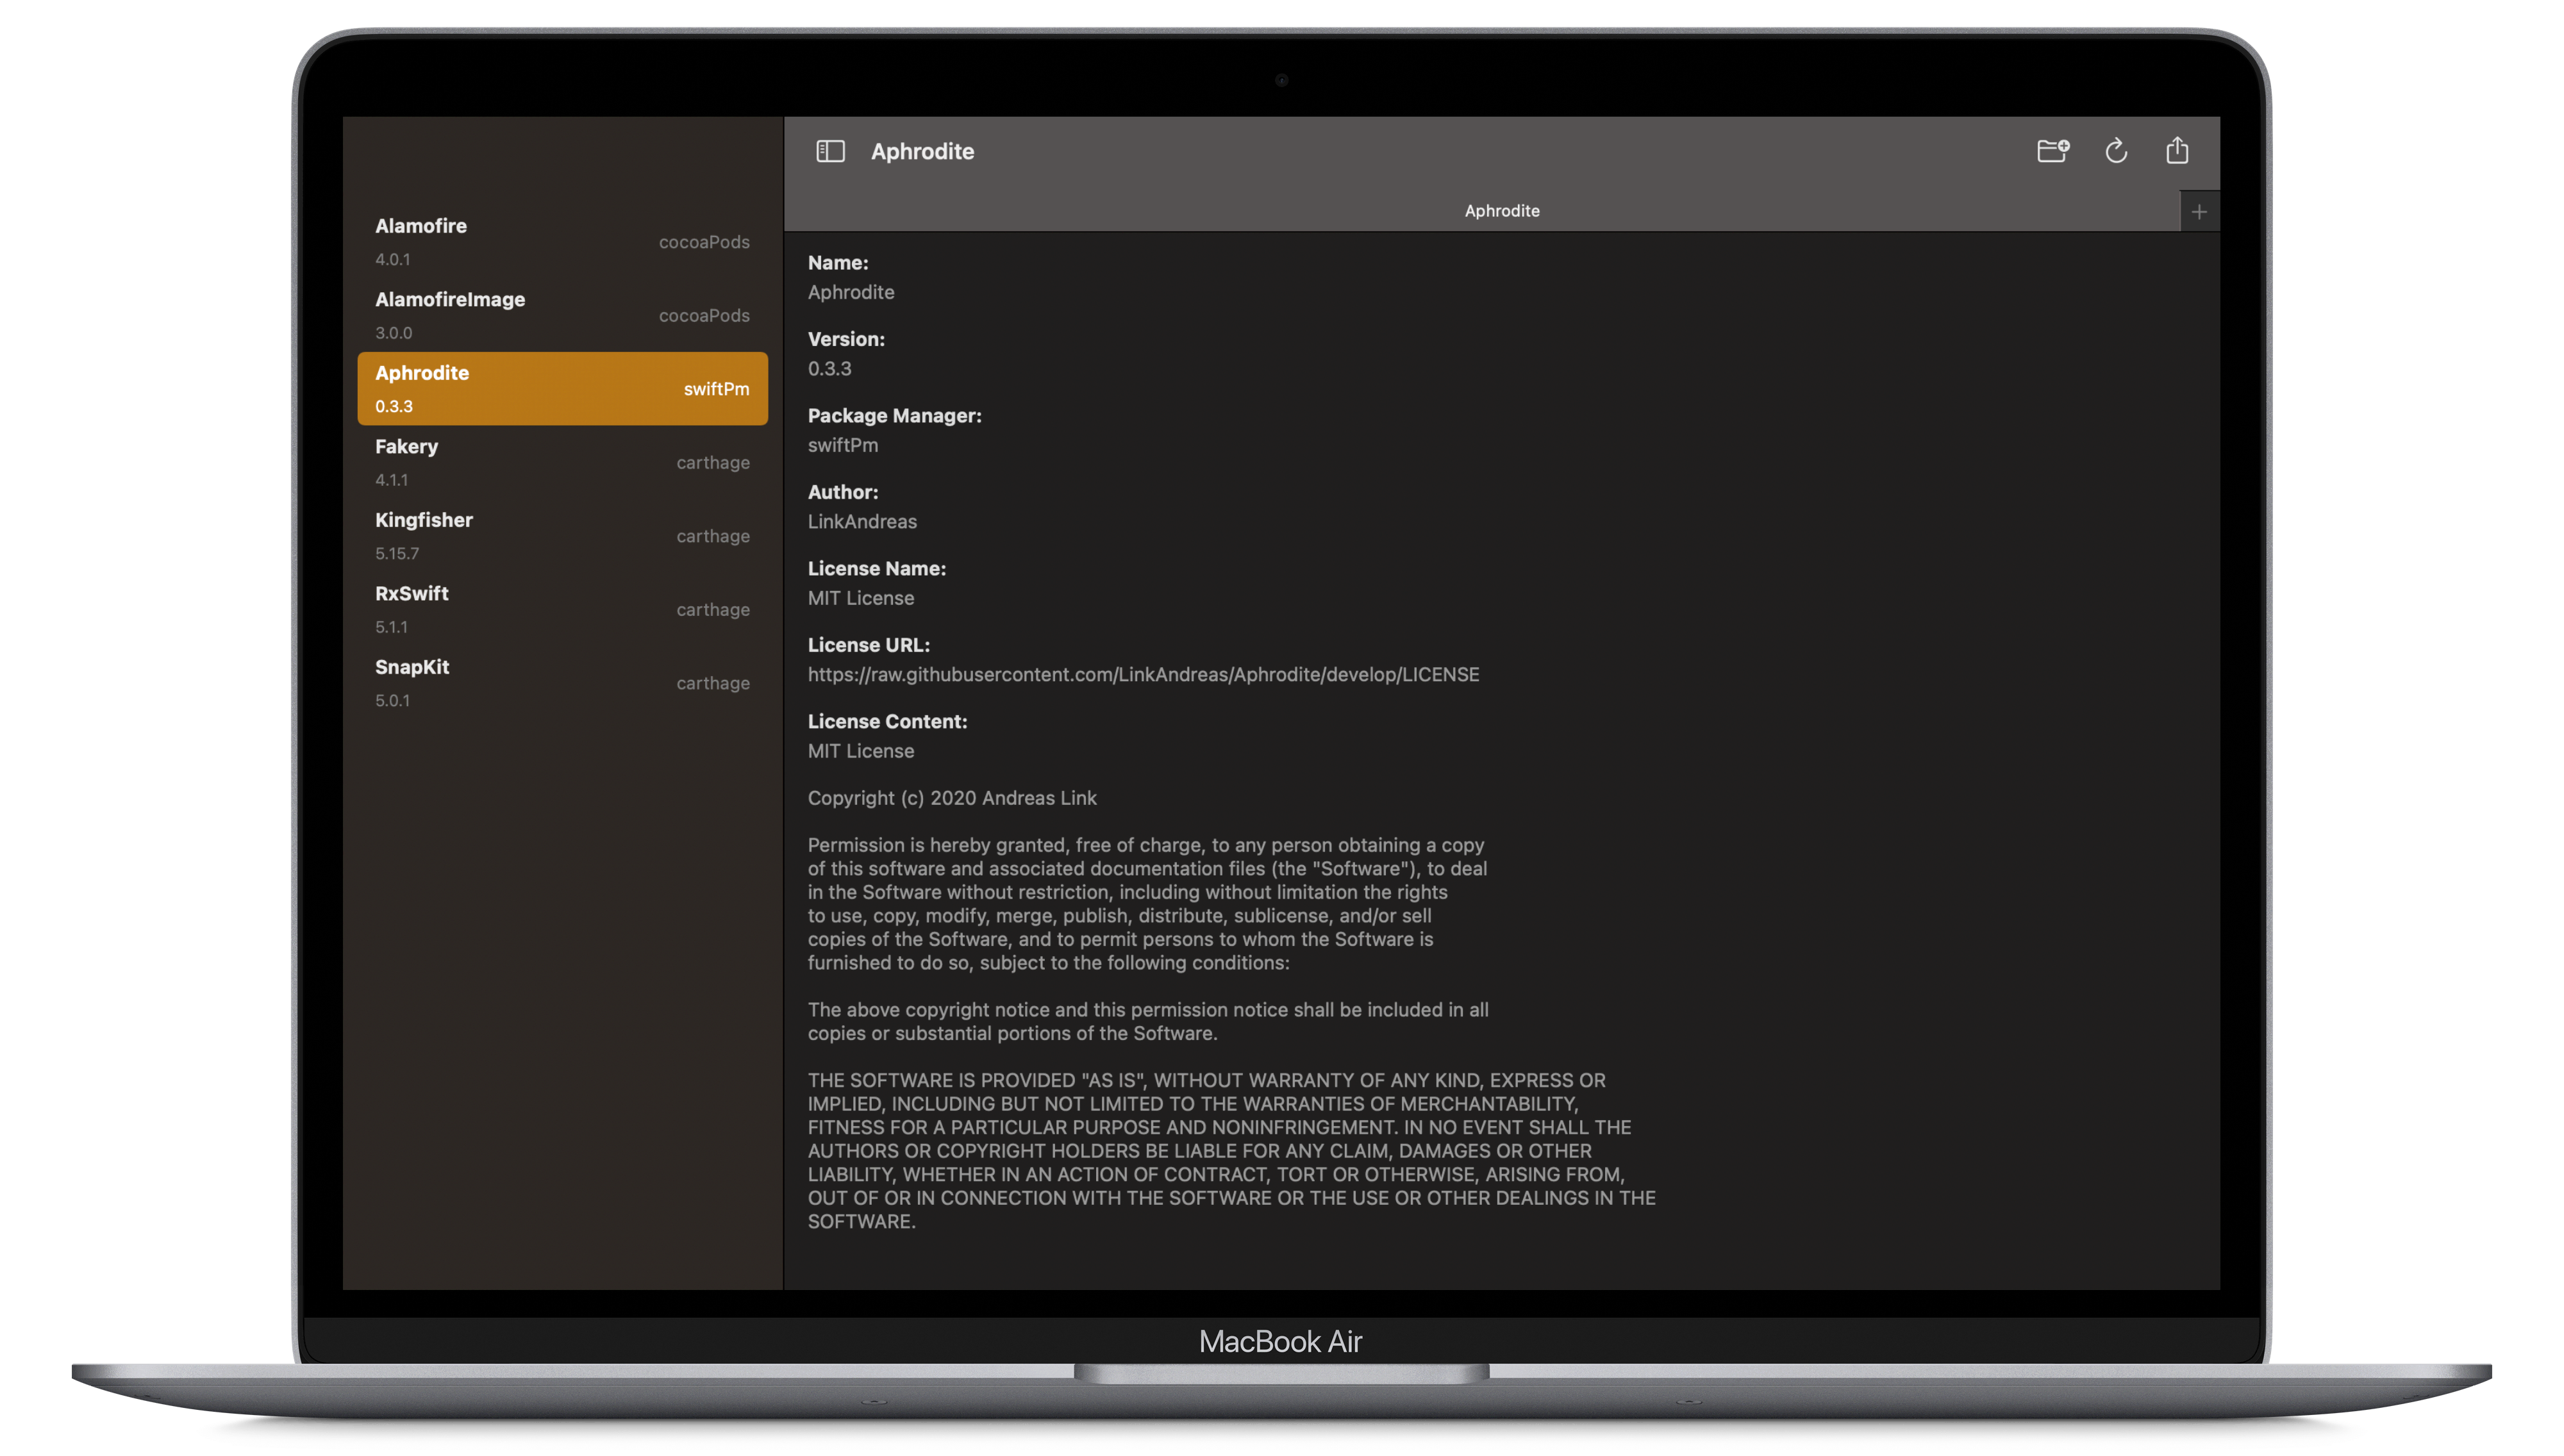 Aphrodite
Aphrodite
Alamofire
cocoaPods
4.0.1
AlamofireImage
cocoaPods
3.0.0
Aphrodite
swiftPm
0.3.3
Fakery
carthage
4.1.1
Kingfisher
carthage
5.15.7
RxSwift
carthage
5.1.1
SnapKit
carthage
5.0.1
Name:
Aphrodite
Version:
0.3.3
Package Manager:
swiftPm
Author:
LinkAndreas
License Name:
MIT License
License URL:
https://raw.githubusercontent.com/LinkAndreas/Aphrodite/develop/LICENSE
License Content:
MIT License
Copyright (c) 2020 Andreas Link
Permission is hereby granted, free of charge, to any person obtaining a copy
of this software and associated documentation files (the "Software"), to deal
in the Software without restriction, including without limitation the rights
to use, copy, modify, merge, publish, distribute, sublicense, and/or sell
copies of the Software, and to permit persons to whom the Software is
furnished to do so, subject to the following conditions:
The above copyright notice and this permission notice shall be included in all
copies or substantial portions of the Software.
THE SOFTWARE IS PROVIDED "AS IS", WITHOUT WARRANTY OF ANY KIND, EXPRESS OR
IMPLIED, INCLUDING BUT NOT LIMITED TO THE WARRANTIES OF MERCHANTABILITY,
FITNESS FOR A PARTICULAR PURPOSE AND NONINFRINGEMENT. IN NO EVENT SHALL THE
AUTHORS OR COPYRIGHT HOLDERS BE LIABLE FOR ANY CLAIM, DAMAGES OR OTHER
LIABILITY, WHETHER IN AN ACTION OF CONTRACT, TORT OR OTHERWISE, ARISING FROM,
OUT OF OR IN CONNECTION WITH THE SOFTWARE OR THE USE OR OTHER DEALINGS IN THE
SOFTWARE.
MacBook Air